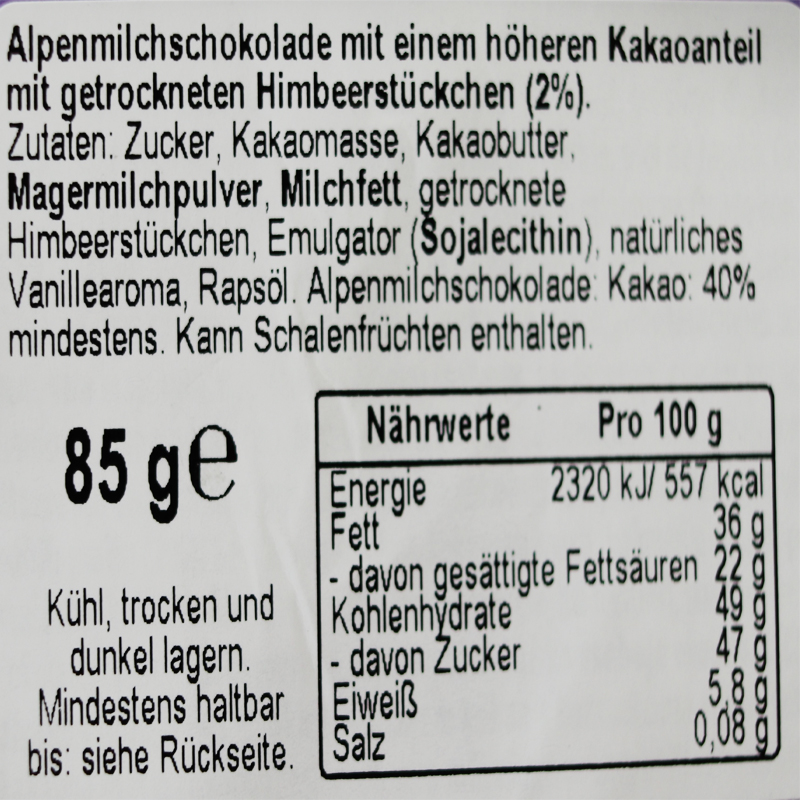 Alpenmilchschokolade mit einem höheren Kakaoanteil
mit getrockneten Himbeerstückchen (2%).
Zutaten: Zucker, Kakaomasse, Kakaobutter,
Magermilchpulver, Milchfett, getrocknete
Himbeerstückchen, Emulgator (Sojalecithin), natürliches
Vanillearoma, Rapsöl. Alpenmilchschokolade: Kakao: 40%
mindestens. Kann Schalenfrüchten enthalten.
85 g e
Kühl, trocken und
dunkel lagern.
Mindestens haltbar
bis: siehe Rückseite.
Nährwerte Pro 100 g
Energie 2320 kJ/ 557 kcal
Fett 36 g
- davon gesättigte Fettsäuren 22 g
Kohlenhydrate 49 g
- davon Zucker 47 g
Eiweiß 5,8 g
Salz 0,08 g